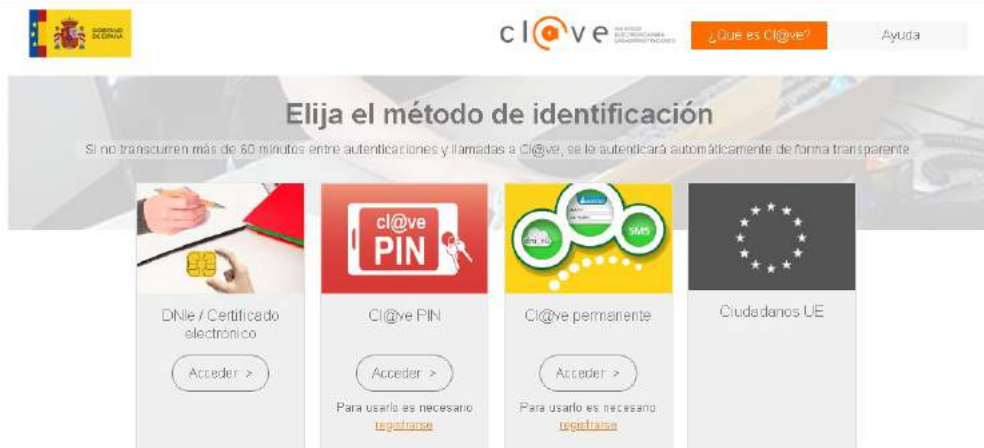 GOBIERNO
DE ESPAÑA
cl@ve
¿Qué es Cl@ve?
Ayuda
Elija el método de identificación
Si no transcurren más de 60 minutos entre autenticaciones y llamadas a Cl@ve, se le autenticará automáticamente de forma transparente
cl@ve
PIN
SMS
DNIe / Certificado
electrónico
Cl@ve PIN
Cl@ve permanente
Ciudadanos UE
Acceder >
Acceder >
Acceder >
Para usarlo es necesario
registrarse
Para usarlo es necesario
registrarse